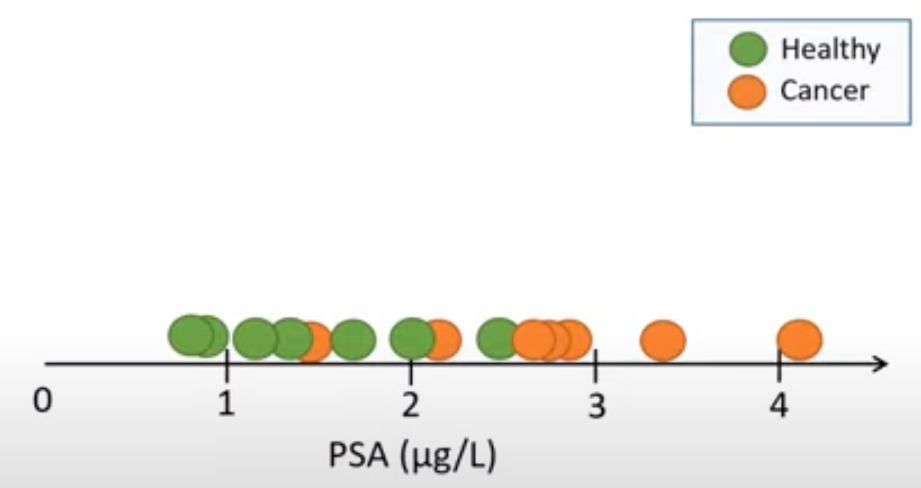 Healthy
Cancer
0 1 2 3 4
PSA (µg/L)